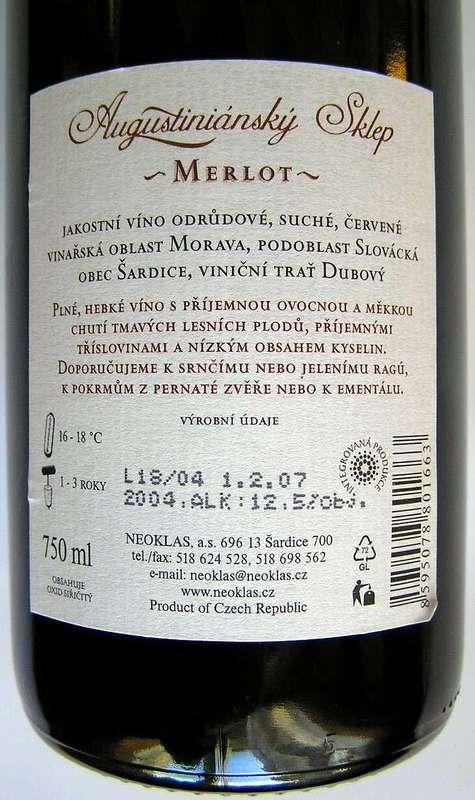 Augustiniánský Sklep
~ MERLOT ~
JAKOSTNÍ VÍNO ODRŮDOVÉ, SUCHÉ, ČERVENÉ
VINAŘSKÁ OBLAST MORAVA, PODOBLAST SLOVÁCKÁ
OBEC ŠARDICE, VINIČNÍ TRAŤ DUBOVÝ
PLNÉ, HEBKÉ VÍNO S PŘÍJEMNOU OVOCNOU A MĚKKOU
CHUTÍ TMAVÝCH LESNÍCH PLODŮ, PŘÍJEMNÝMI
TŘÍSLOVINAMI A NÍZKÝM OBSAHEM KYSELIN.
DOPORUČUJEME K SRNČÍMU NEBO JELENÍMU RAGÚ,
K POKRMŮM Z PERNATÉ ZVĚŘE NEBO K EMENTÁLU.
VÝROBNÍ ÚDAJE
16 - 18 °C
1 - 3 ROKY
L18/04 1.2.07
2004.ALK:12.5%obj.
INTEGROVANÁ PRODUKCE
750 ml
OBSAHUJE
OXID SIŘIČITÝ
NEOKLAS, a.s. 696 13 Šardice 700
tel./fax: 518 624 528, 518 698 562
e-mail: neoklas@neoklas.cz
www.neoklas.cz
Product of Czech Republic
72
GL
8595078801663